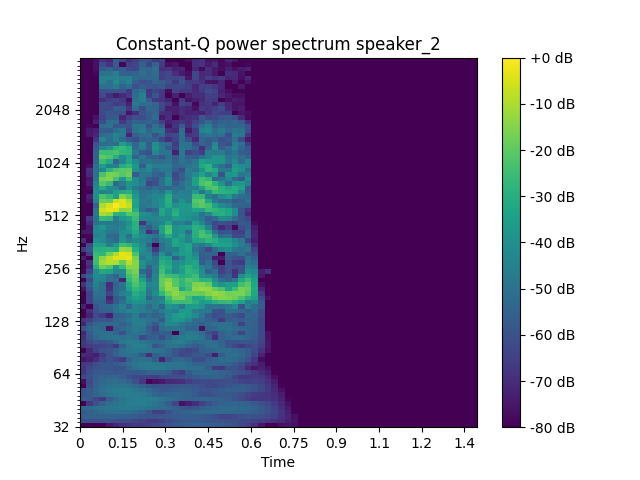 Constant-Q power spectrum speaker_2
Hz
2048
1024
512
256
128
64
32
0 0.15 0.3 0.45 0.6 0.75 0.9 1.1 1.2 1.4
Time
+0 dB
-10 dB
-20 dB
-30 dB
-40 dB
-50 dB
-60 dB
-70 dB
-80 dB